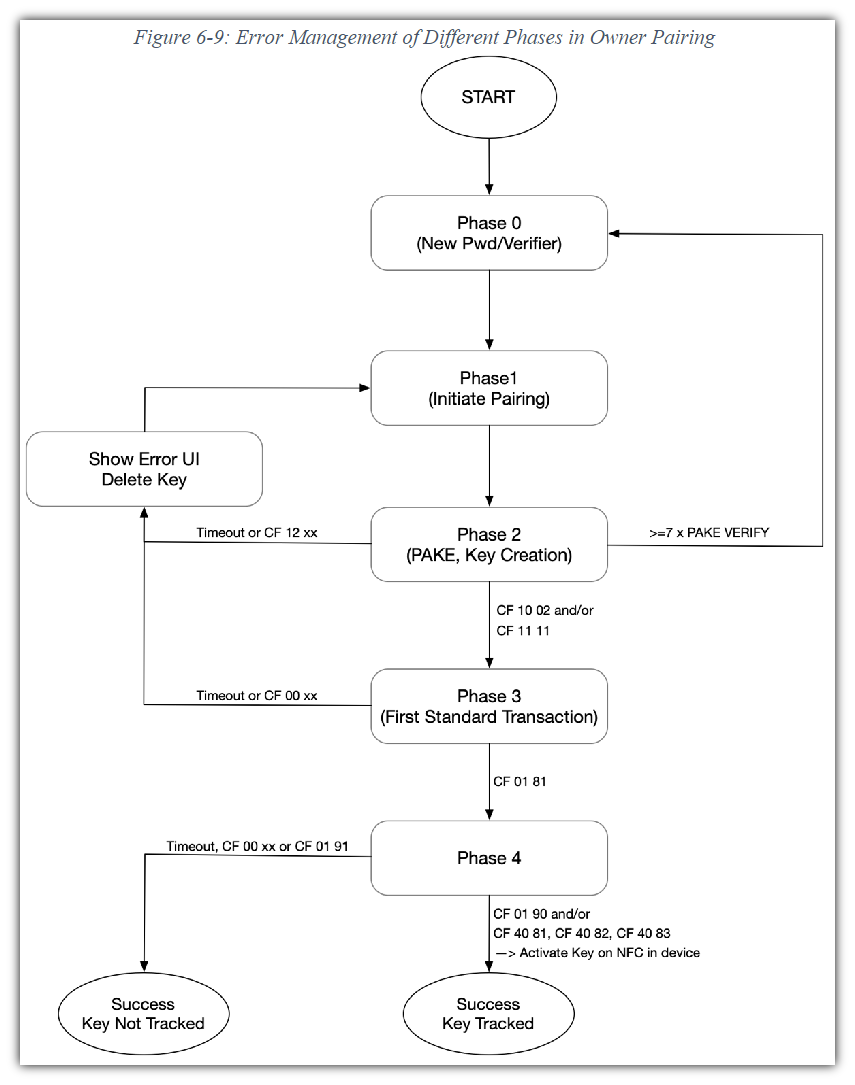 Figure 6-9: Error Management of Different Phases in Owner Pairing
START
Phase 0
(New Pwd/Verifier)
Phase1
(Initiate Pairing)
Show Error UI
Delete Key
Timeout or CF 12 xx
Phase 2
(PAKE, Key Creation)
>=7 x PAKE VERIFY
CF 10 02 and/or
CF 11 11
Timeout or CF 00 xx
Phase 3
(First Standard Transaction)
CF 01 81
Timeout, CF 00 xx or CF 01 91
Phase 4
CF 01 90 and/or
CF 40 81, CF 40 82, CF 40 83
—> Activate Key on NFC in device
Success
Key Not Tracked
Success
Key Tracked